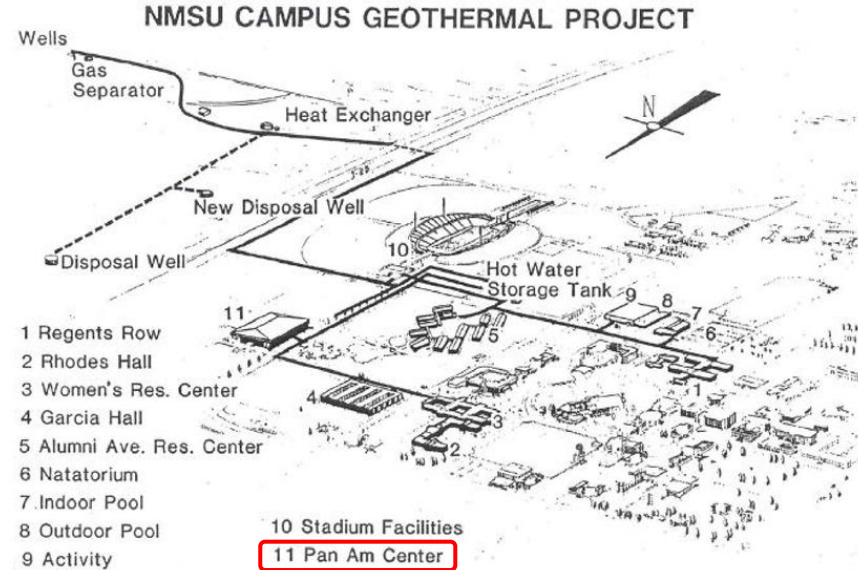 NMSU CAMPUS GEOTHERMAL PROJECT
Wells
Gas
Separator
Heat Exchanger
N
New Disposal Well
Disposal Well
10
Hot Water
Storage Tank
9
8
7
6
11
5
4
3
2
1
1 Regents Row
2 Rhodes Hall
3 Women's Res. Center
4 Garcia Hall
5 Alumni Ave. Res. Center
6 Natatorium
7 Indoor Pool
8 Outdoor Pool
9 Activity
10 Stadium Facilities
11 Pan Am Center